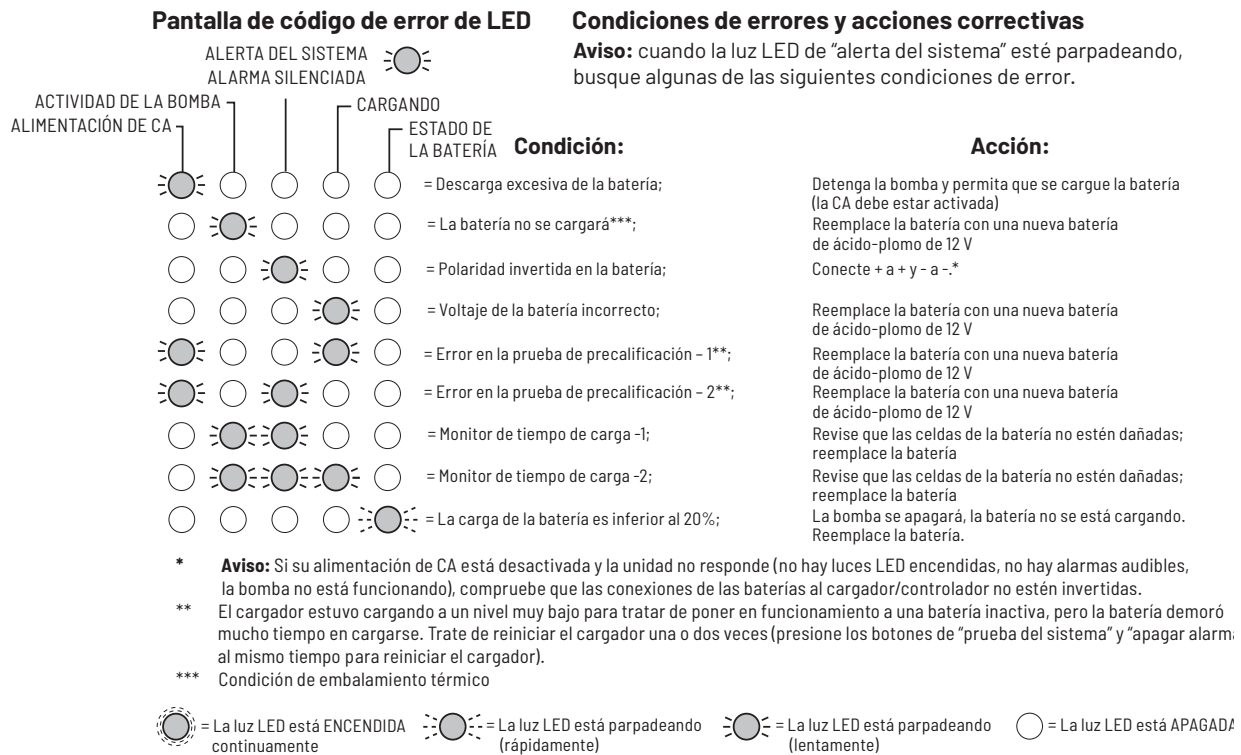 Pantalla de código de error de LED
ALERTA DEL SISTEMA
ALARMA SILENCIADA
ACTIVIDAD DE LA BOMBA
ALIMENTACIÓN DE CA
CARGANDO
ESTADO DE
LA BATERÍA
Condiciones de errores y acciones correctivas
Aviso: cuando la luz LED de “alerta del sistema” esté parpadeando,
busque algunas de las siguientes condiciones de error.
Condición:
Acción:
= Descarga excesiva de la batería;
Detenga la bomba y permita que se cargue la batería
(la CA debe estar activada)
= La batería no se cargará***;
Reemplace la batería con una nueva batería
de ácido-plomo de 12 V
= Polaridad invertida en la batería;
Conecte + a + y - a -.*
= Voltaje de la batería incorrecto;
Reemplace la batería con una nueva batería
de ácido-plomo de 12 V
= Error en la prueba de precalificación – 1**;
Reemplace la batería con una nueva batería
de ácido-plomo de 12 V
= Error en la prueba de precalificación – 2**;
Reemplace la batería con una nueva batería
de ácido-plomo de 12 V
= Monitor de tiempo de carga -1;
Revise que las celdas de la batería no estén dañadas;
reemplace la batería
= Monitor de tiempo de carga -2;
Revise que las celdas de la batería no estén dañadas;
reemplace la batería
= La carga de la batería es inferior al 20%;
La bomba se apagará, la batería no se está cargando.
Reemplace la batería.
* Aviso: Si su alimentación de CA está desactivada y la unidad no responde (no hay luces LED encendidas, no hay alarmas audibles,
la bomba no está funcionando), compruebe que las conexiones de las baterías al cargador/controlador no estén invertidas.
** El cargador estuvo cargando a un nivel muy bajo para tratar de poner en funcionamiento a una batería inactiva, pero la batería demoró
mucho tiempo en cargarse. Trate de reiniciar el cargador una o dos veces (presione los botones de “prueba del sistema” y “apagar alarma
al mismo tiempo para reiniciar el cargador).
*** Condición de embalamiento térmico
= La luz LED está ENCENDIDA
continuamente
= La luz LED está parpadeando
(rápidamente)
= La luz LED está parpadeando
(lentamente)
= La luz LED está APAGADA